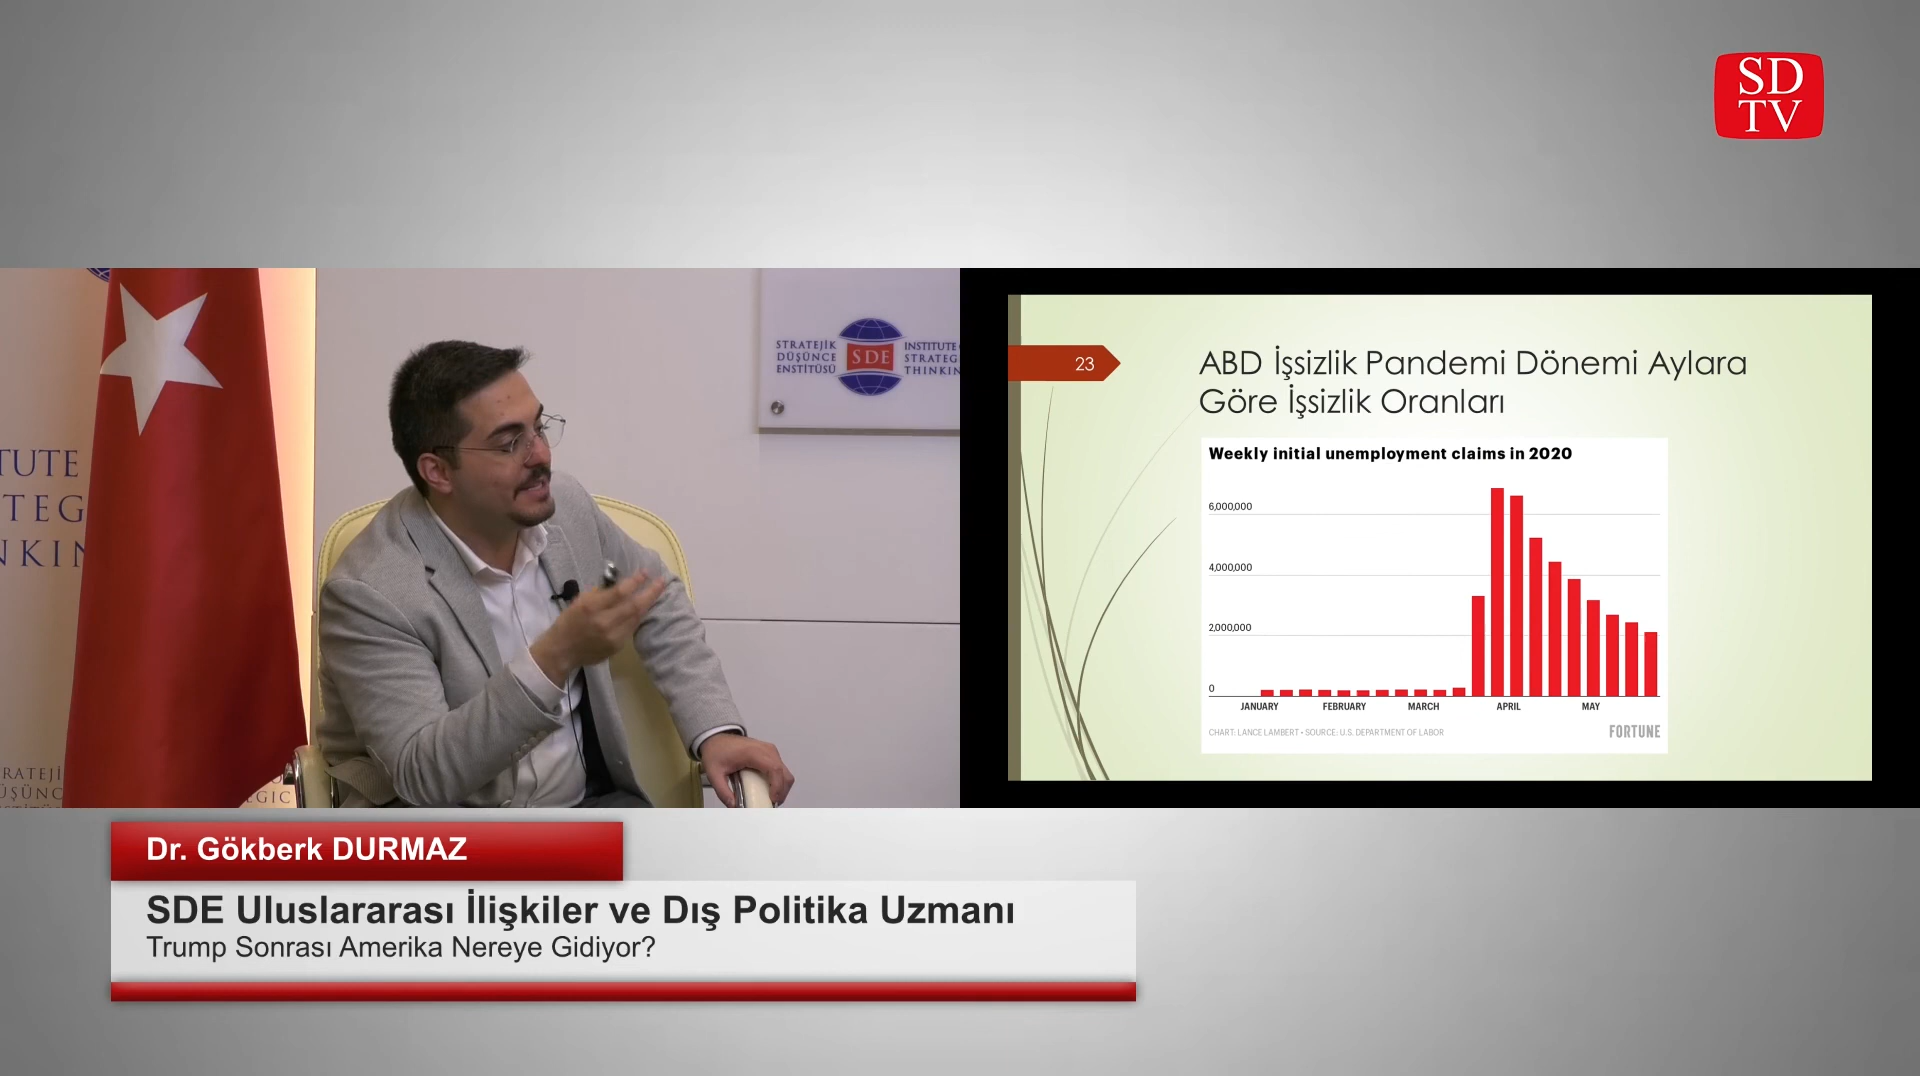 SD
TV
STRATEJİK
DÜŞÜNCE
ENSTİTÜSÜ
SDE
INSTITUTE
STRATEG
THINKIN
TUTE
TEG
NKIN
RATEJİ
ÜŞÜNC
EGIC
23
ABD İşsizlik Pandemi Dönemi Aylara
Göre İşsizlik Oranları
Weekly initial unemployment claims in 2020
6,000,000
4,000,000
2,000,000
0
JANUARY FEBRUARY MARCH APRIL MAY
CHART: LANCE LAMBERT • SOURCE: U.S. DEPARTMENT OF LABOR
FORTUNE
Dr. Gökberk DURMAZ
SDE Uluslararası İlişkiler ve Dış Politika Uzmanı
Trump Sonrası Amerika Nereye Gidiyor?